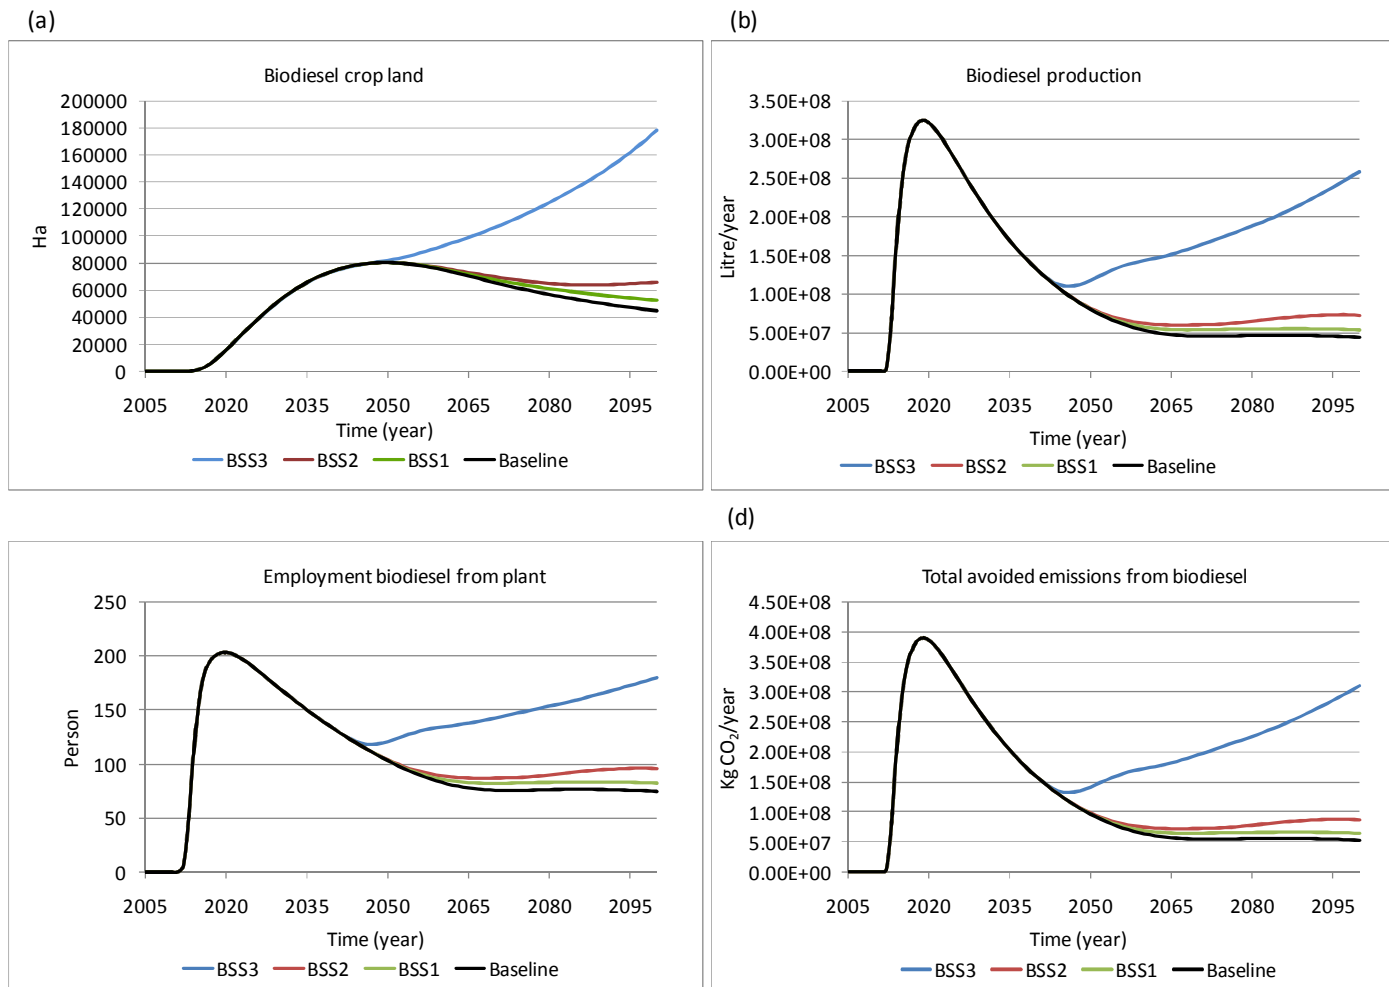 (a)
Biodiesel crop land
200000
180000
160000
140000
120000
100000
80000
60000
40000
20000
0
Ha
2005 2020 2035 2050 2065 2080 2095
Time (year)
BSS3 BSS2 BSS1 Baseline
(b)
Biodiesel production
3.50E+08
3.00E+08
2.50E+08
2.00E+08
1.50E+08
1.00E+08
5.00E+07
0.00E+00
Litre/year
2005 2020 2035 2050 2065 2080 2095
Time (year)
BSS3 BSS2 BSS1 Baseline
Employment biodiesel from plant
250
200
150
100
50
0
Person
2005 2020 2035 2050 2065 2080 2095
Time (year)
BSS3 BSS2 BSS1 Baseline
(d)
Total avoided emissions from biodiesel
4.50E+08
4.00E+08
3.50E+08
3.00E+08
2.50E+08
2.00E+08
1.50E+08
1.00E+08
5.00E+07
0.00E+00
Kg CO₂/year
2005 2020 2035 2050 2065 2080 2095
Time (year)
BSS3 BSS2 BSS1 Baseline